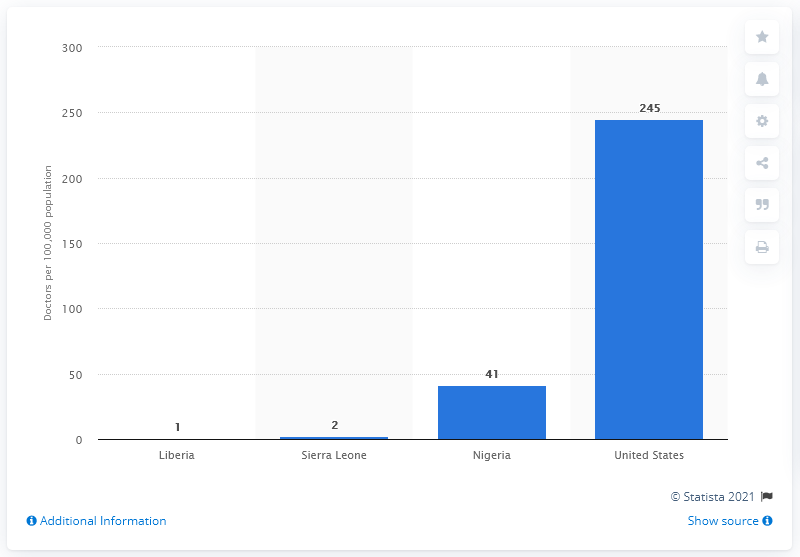 Doctors per 100,000 population
300
250
200
150
100
50
0
1
2
41
245
Liberia
Sierra Leone
Nigeria
United States
© Statista 2021
Additional Information
Show source